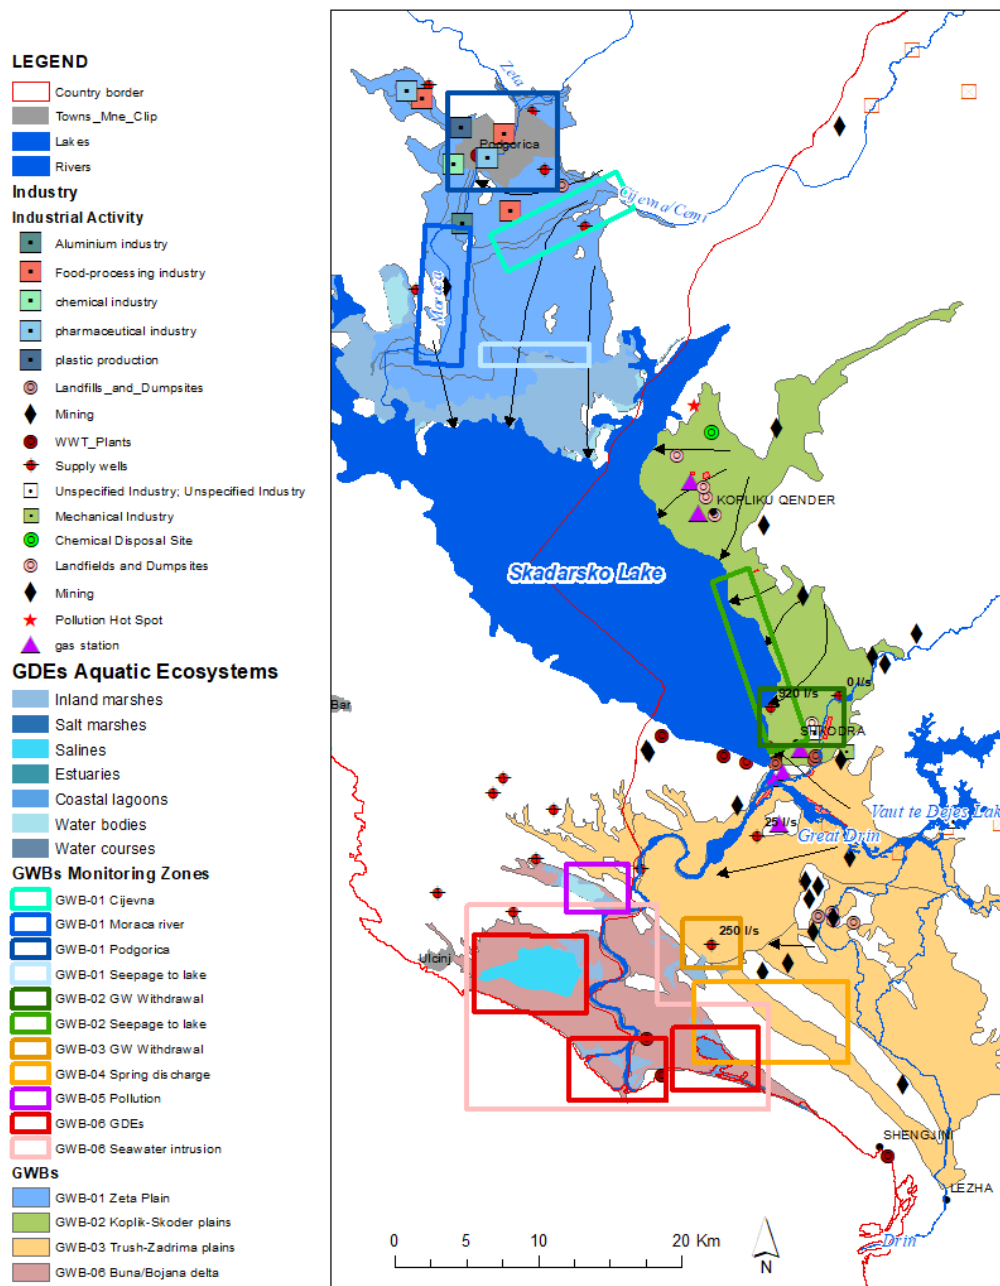 LEGEND
Country border
Towns_Mne_Clip
Lakes
Rivers
Industry
Industrial Activity
Aluminium industry
Food-processing industry
chemical industry
pharmaceutical industry
plastic production
Landfills_and_Dumpsites
Mining
WWT_Plants
Supply wells
Unspecified Industry; Unspecified Industry
Mechanical Industry
Chemical Disposal Site
Landfields and Dumpsites
Mining
Pollution Hot Spot
gas station
GDEs Aquatic Ecosystems
Inland marshes
Salt marshes
Salines
Estuaries
Coastal lagoons
Water bodies
Water courses
GWBs Monitoring Zones
GWB-01 Cijevna
GWB-01 Moraca river
GWB-01 Podgorica
GWB-01 Seepage to lake
GWB-02 GW Withdrawal
GWB-02 Seepage to lake
GWB-03 GW Withdrawal
GWB-04 Spring discharge
GWB-05 Pollution
GWB-06 GDEs
GWB-06 Seawater intrusion
GWBs
GWB-01 Zeta Plain
GWB-02 Koplik-Skoder plains
GWB-03 Trush-Zadrima plains
GWB-06 Buna/Bojana delta
Zeta
Podgorica
Cijevna/Cemi
Moraca
KOPLIKU QENDER
Skadarsko Lake
0 l/s
920 l/s
Bar
SHKODRA
Vaut te Dejes Lak
25 l/s
Great Drin
250 l/s
Ulcinj
SHENGJINI
LEZHA
Drin
0 5 10 20 Km
N